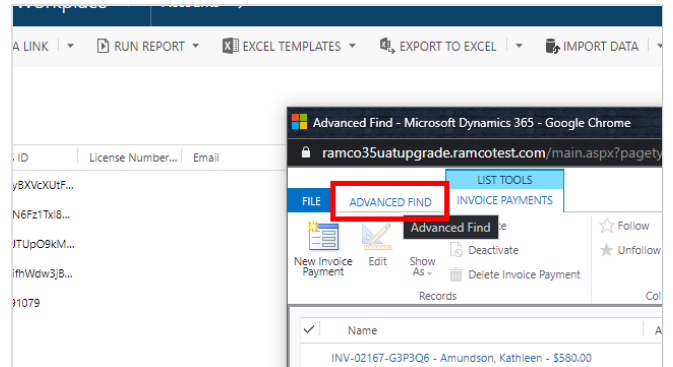 Workplace
A LINK RUN REPORT EXCEL TEMPLATES EXPORT TO EXCEL IMPORT DATA
ID License Number... Email
yBXVcXUtF...
N6Fz1Txi8...
JTUpO9kM...
ifhWdw3jB...
91079
Advanced Find - Microsoft Dynamics 365 - Google Chrome
ramco35uatupgrade.ramcotest.com/main.aspx?pagety
LIST TOOLS
FILE ADVANCED FIND INVOICE PAYMENTS
Advanced Find
Follow
Deactivate
Unfollow
New Invoice Payment
Edit
Show As
Delete Invoice Payment
Records
Col
Name A
INV-02167-G3P3Q6 - Amundson, Kathleen - $580.00